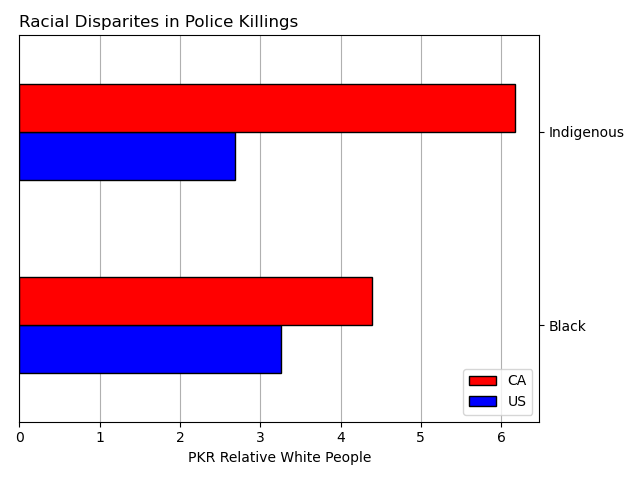 Racial Disparites in Police Killings
Indigenous
Black
CA
US
0 1 2 3 4 5 6
PKR Relative White People